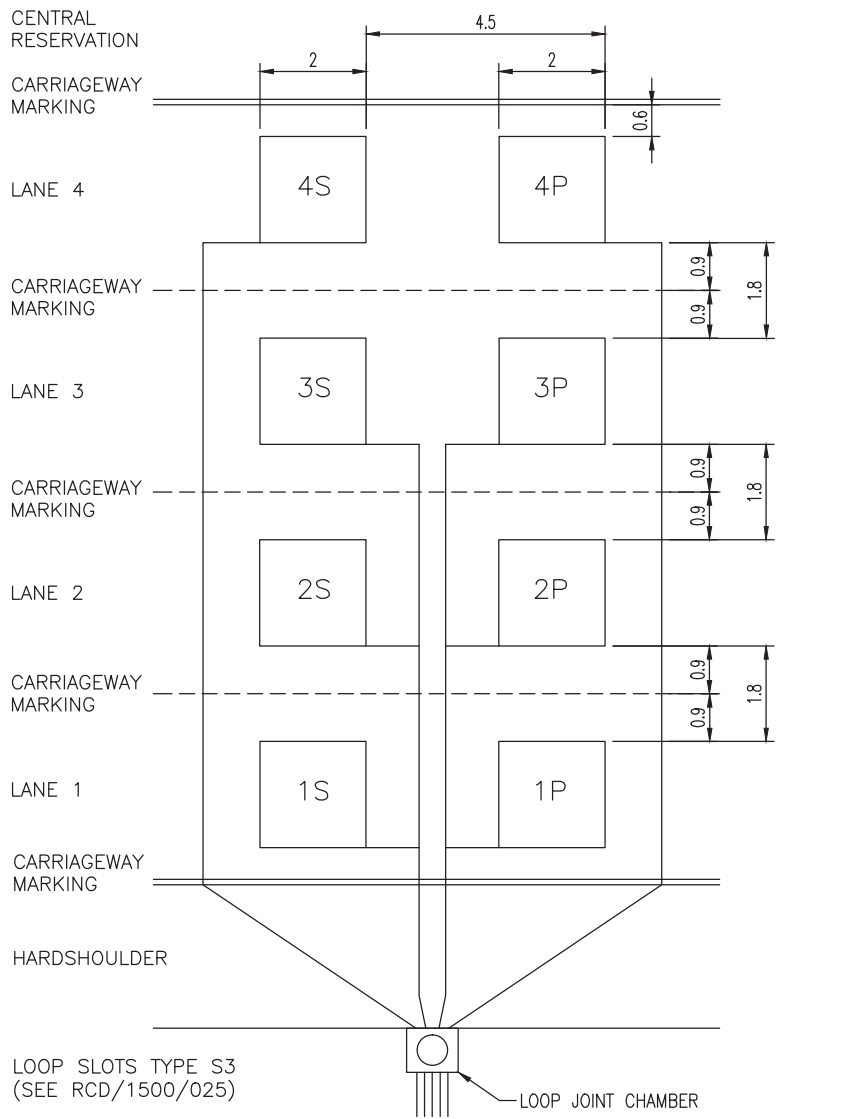 CENTRAL
RESERVATION
4.5
2
2
CARRIAGEWAY
MARKING
0.6
LANE 4
4S
4P
CARRIAGEWAY
MARKING
0.9
0.9
1.8
LANE 3
3S
3P
CARRIAGEWAY
MARKING
0.9
0.9
1.8
LANE 2
2S
2P
CARRIAGEWAY
MARKING
0.9
0.9
1.8
LANE 1
1S
1P
CARRIAGEWAY
MARKING
HARDSHOULDER
LOOP SLOTS TYPE S3
(SEE RCD/1500/025)
LOOP JOINT CHAMBER